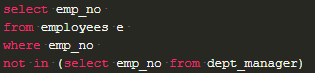 select emp_no
from employees e
where emp_no
not in (select emp_no from dept_manager)